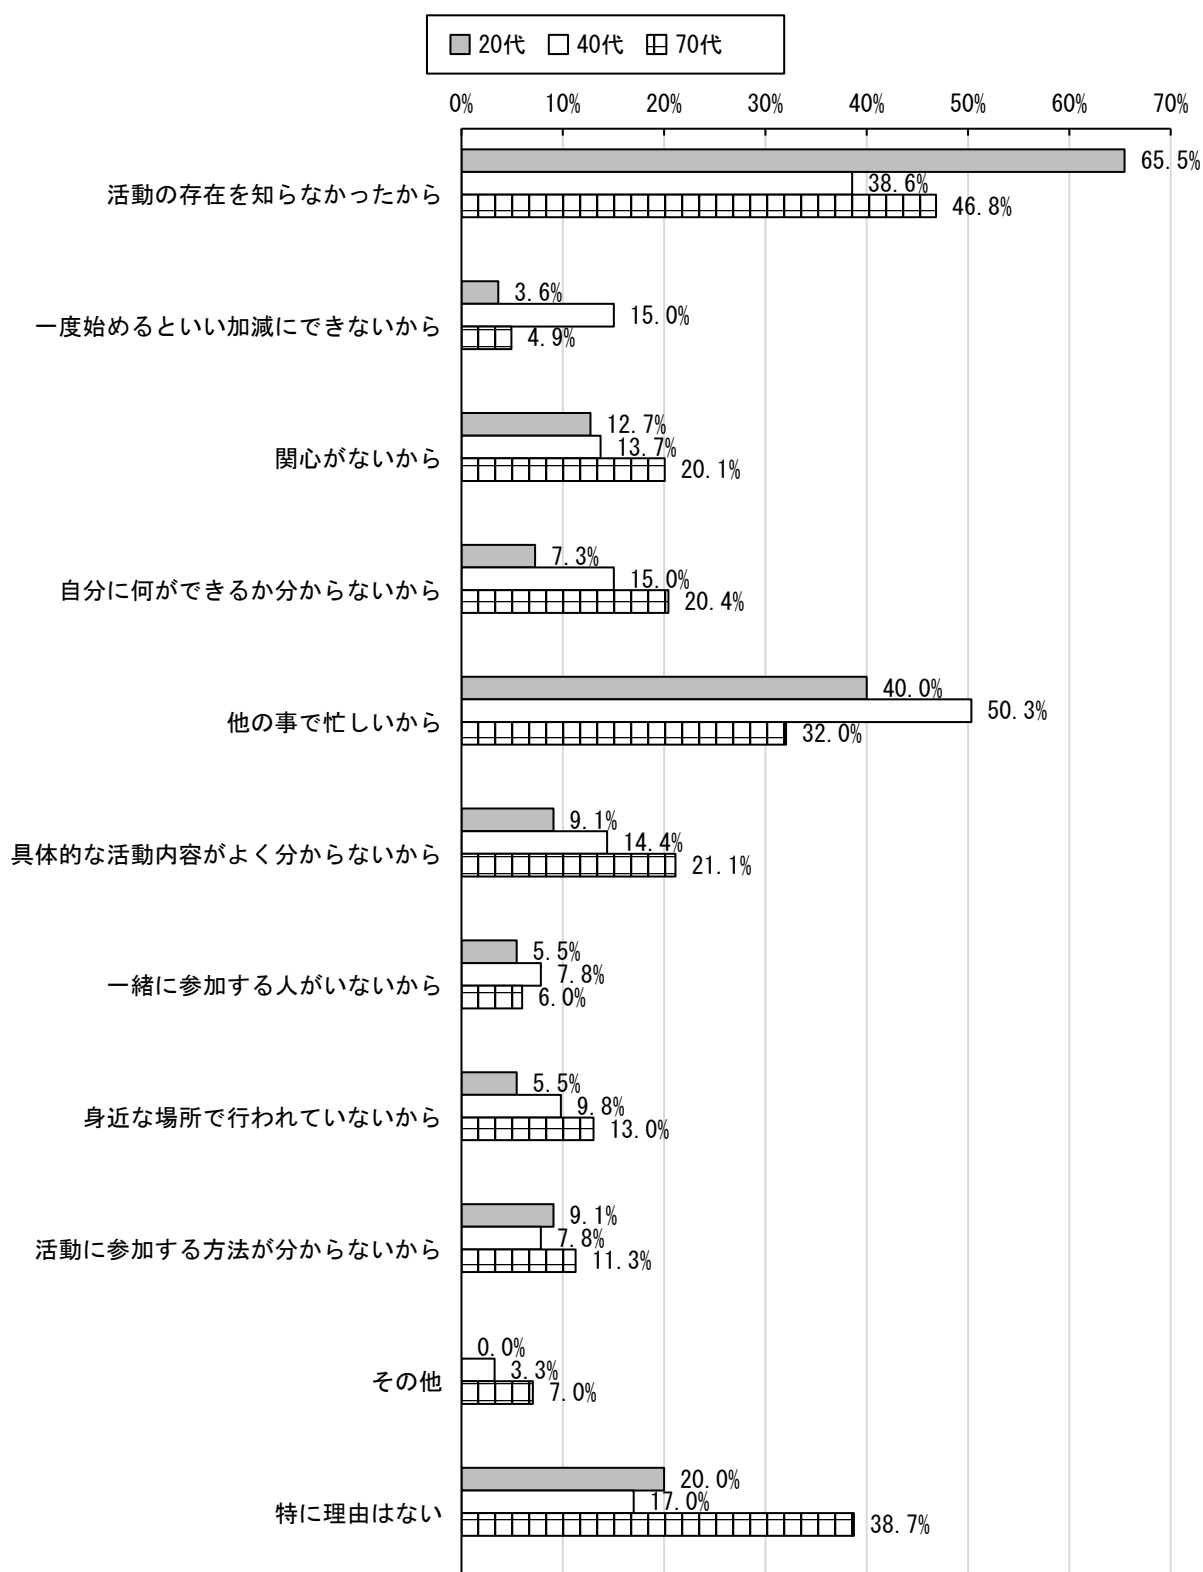 20代 40代 70代
0% 10% 20% 30% 40% 50% 60% 70%
活動の存在を知らなかったから
65.5%
38.6%
46.8%
一度始めるといい加減にできないから
3.6%
15.0%
4.9%
関心がないから
12.7%
13.7%
20.1%
自分に何ができるか分からないから
7.3%
15.0%
20.4%
他の事で忙しいから
40.0%
50.3%
32.0%
具体的な活動内容がよく分からないから
9.1%
14.4%
21.1%
一緒に参加する人がいないから
5.5%
7.8%
6.0%
身近な場所で行われていないから
5.5%
9.8%
13.0%
活動に参加する方法が分からないから
9.1%
7.8%
11.3%
その他
0.0%
3.3%
7.0%
特に理由はない
20.0%
17.0%
38.7%